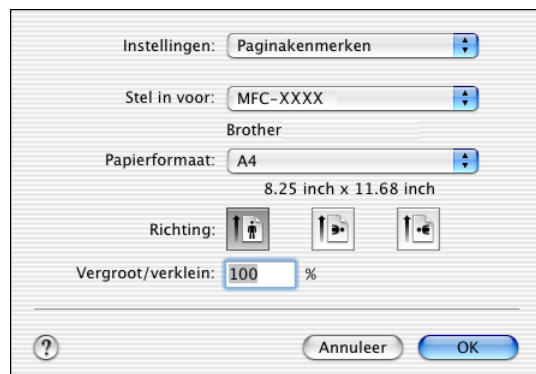 Instellingen: Paginakenmerken
Stel in voor: MFC-XXXX
Brother
Papierformaat: A4
8.25 inch x 11.68 inch
Richting:
Vergroot/verklein: 100 %
? Annuleer OK